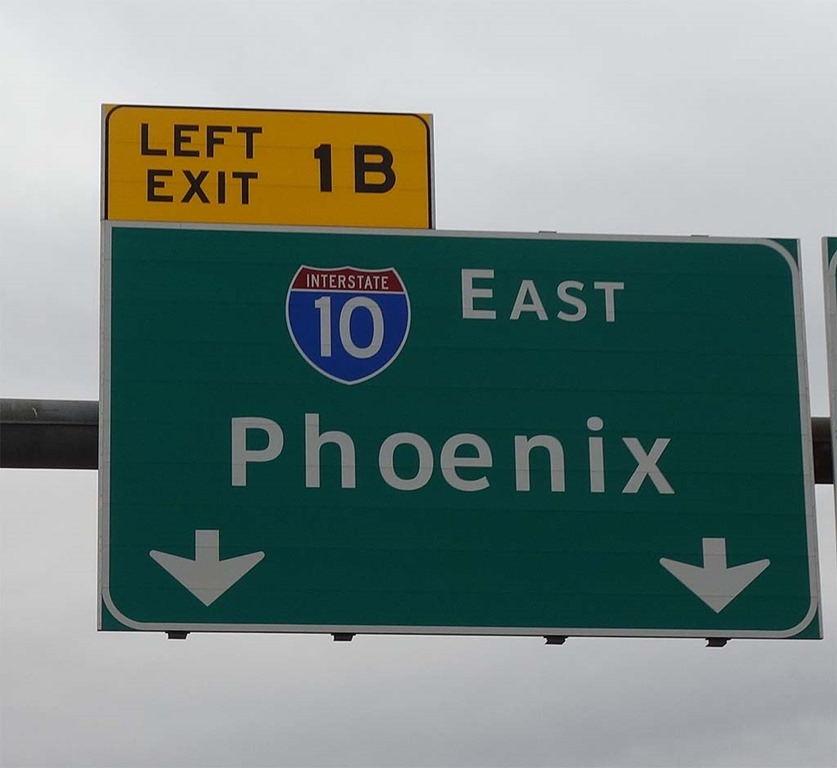 LEFT EXIT 1B
INTERSTATE
10 EAST
Phoenix